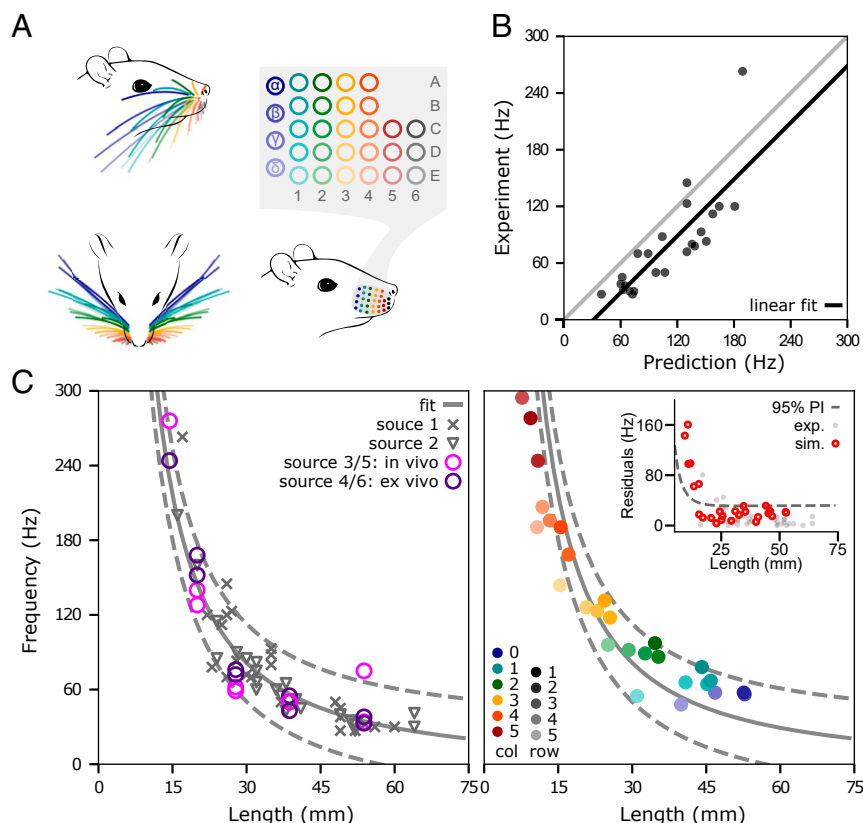 A
α
β
γ
δ
A
B
C
D
E
1 2 3 4 5 6
B
300
240
180
120
60
0
Experiment (Hz)
linear fit
0 60 120 180 240 300
Prediction (Hz)
C
300
240
180
120
60
0
Frequency (Hz)
fit
souce 1
source 2
source 3/5: in vivo
source 4/6: ex vivo
0 15 30 45 60 75
Length (mm)
95% PI
exp.
sim.
160
80
0
Residuals (Hz)
25 50 75
Length (mm)
0
1
2
3
4
5
col
1
2
3
4
5
row
15 30 45 60 75
Length (mm)